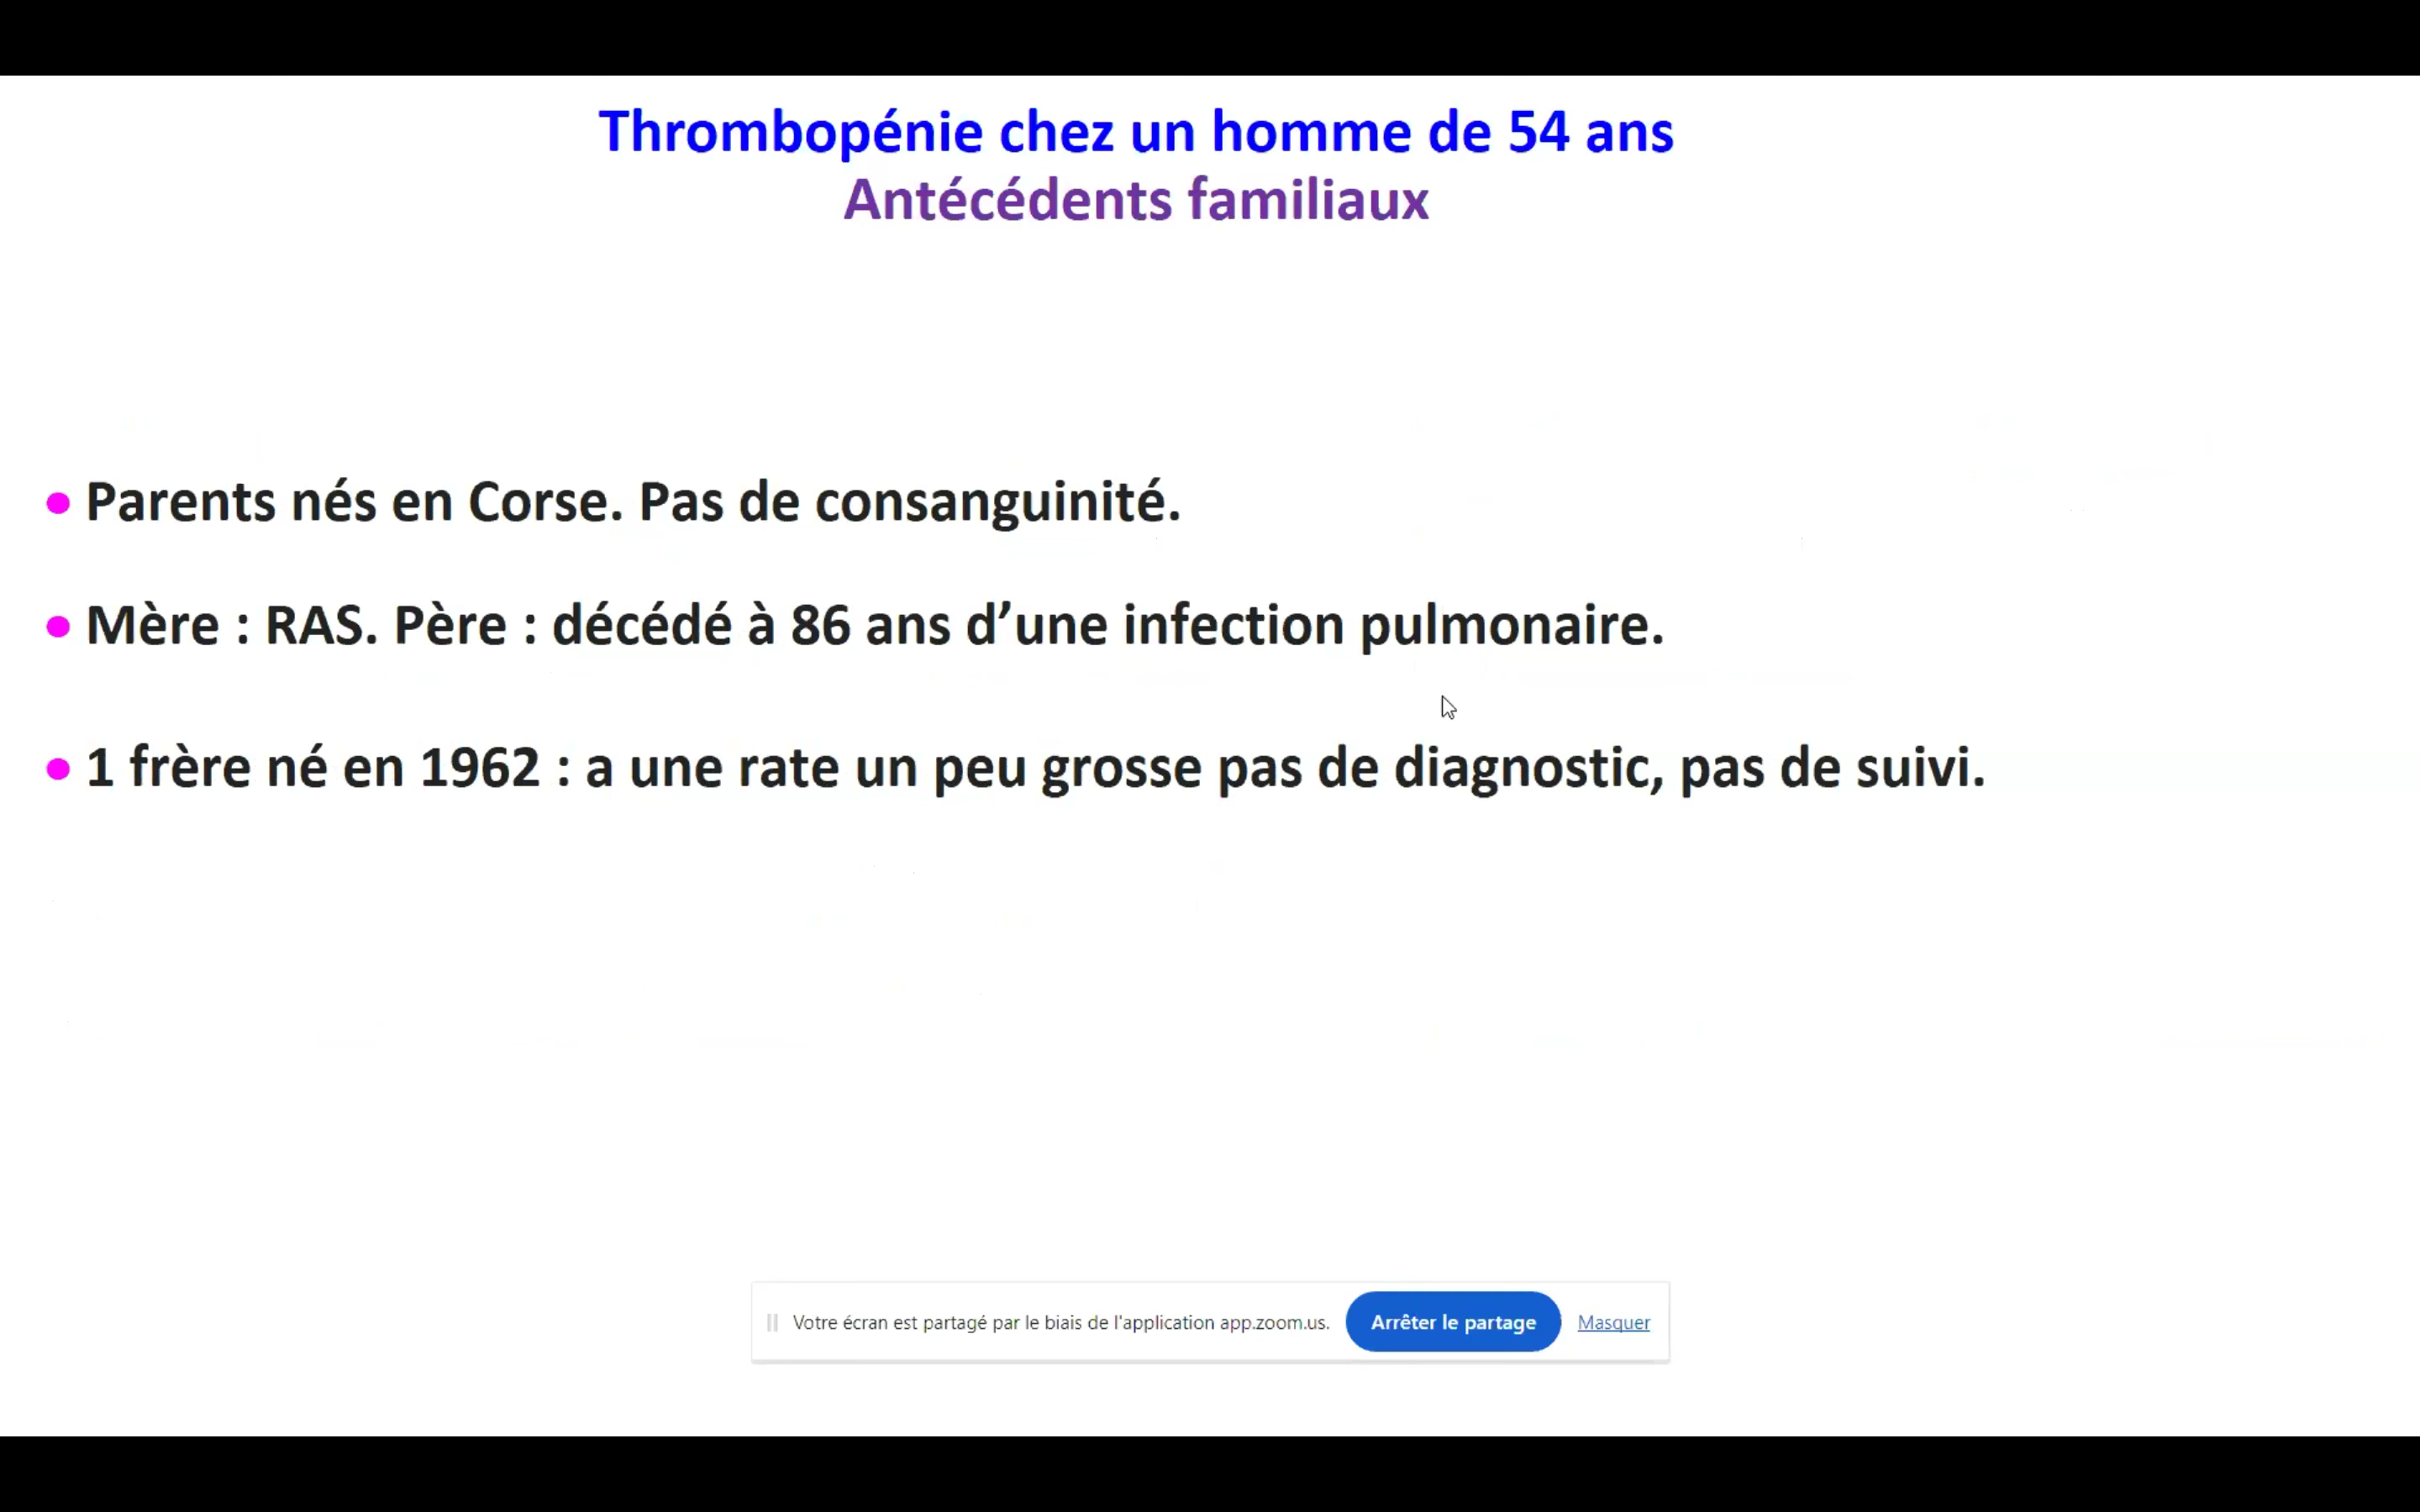 Thrombopénie chez un homme de 54 ans
Antécédents familiaux
• Parents nés en Corse. Pas de consanguinité.
• Mère : RAS. Père : décédé à 86 ans d’une infection pulmonaire.
• 1 frère né en 1962 : a une rate un peu grosse pas de diagnostic, pas de suivi.
Votre écran est partagé par le biais de l'application app.zoom.us. Arrêter le partage Masquer